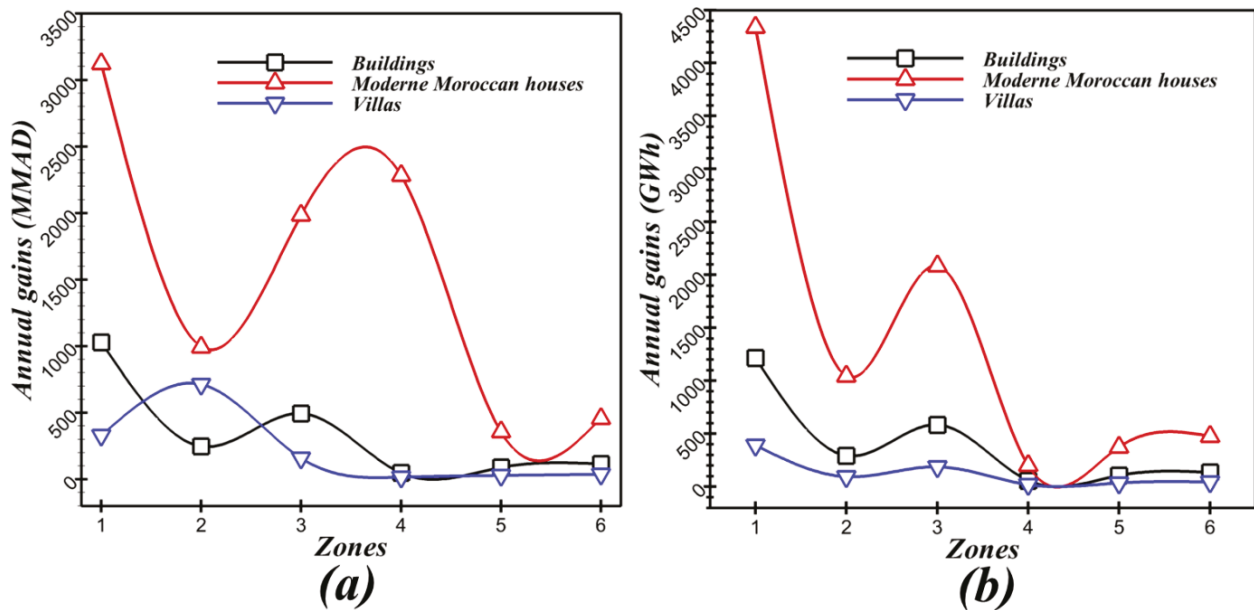 Annual gains (MMAD)
3500
3000
2500
2000
1500
1000
500
0
Buildings
Moderne Moroccan houses
Villas
1 2 3 4 5 6
Zones
(a)
Annual gains (GWh)
4500
4000
3500
3000
2500
2000
1500
1000
500
0
Buildings
Moderne Moroccan houses
Villas
1 2 3 4 5 6
Zones
(b)